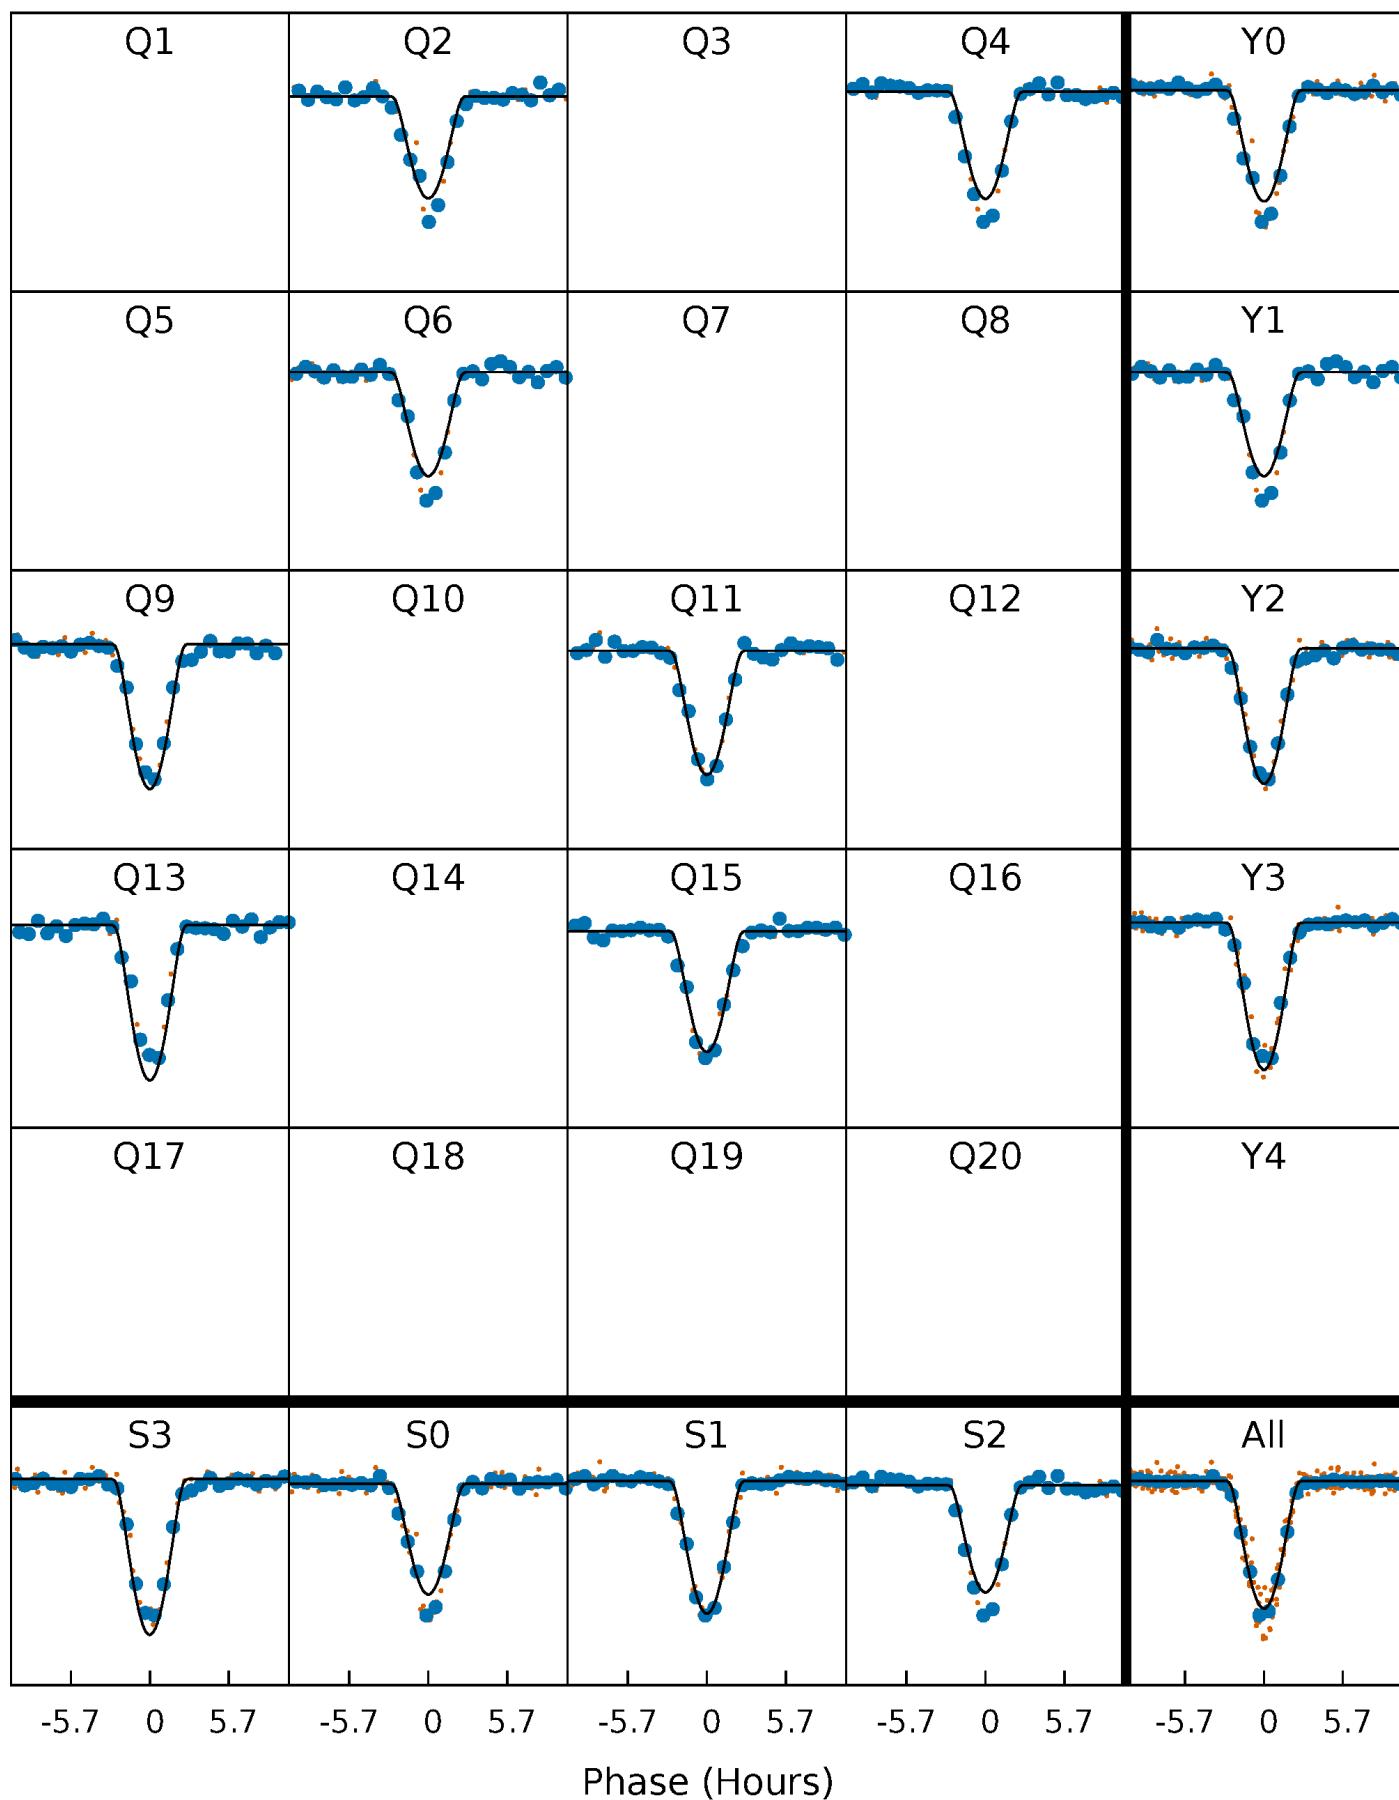 Q1 Q2 Q3 Q4 Y0
Q5 Q6 Q7 Q8 Y1
Q9 Q10 Q11 Q12 Y2
Q13 Q14 Q15 Q16 Y3
Q17 Q18 Q19 Q20 Y4
S3 S0 S1 S2 All
-5.7 0 5.7 -5.7 0 5.7 -5.7 0 5.7 -5.7 0 5.7 -5.7 0 5.7
Phase (Hours)